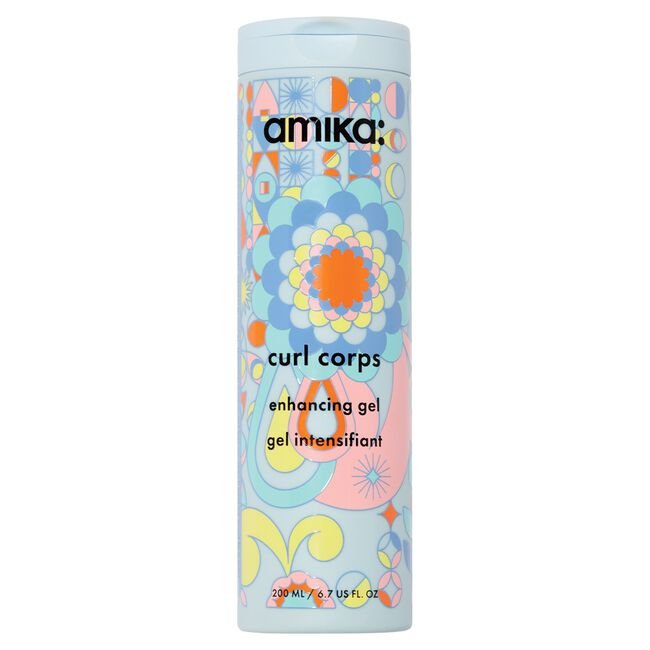 amika:
curl corps
enhancing gel
gel intensifiant
200 ML / 6.7 US FL. OZ